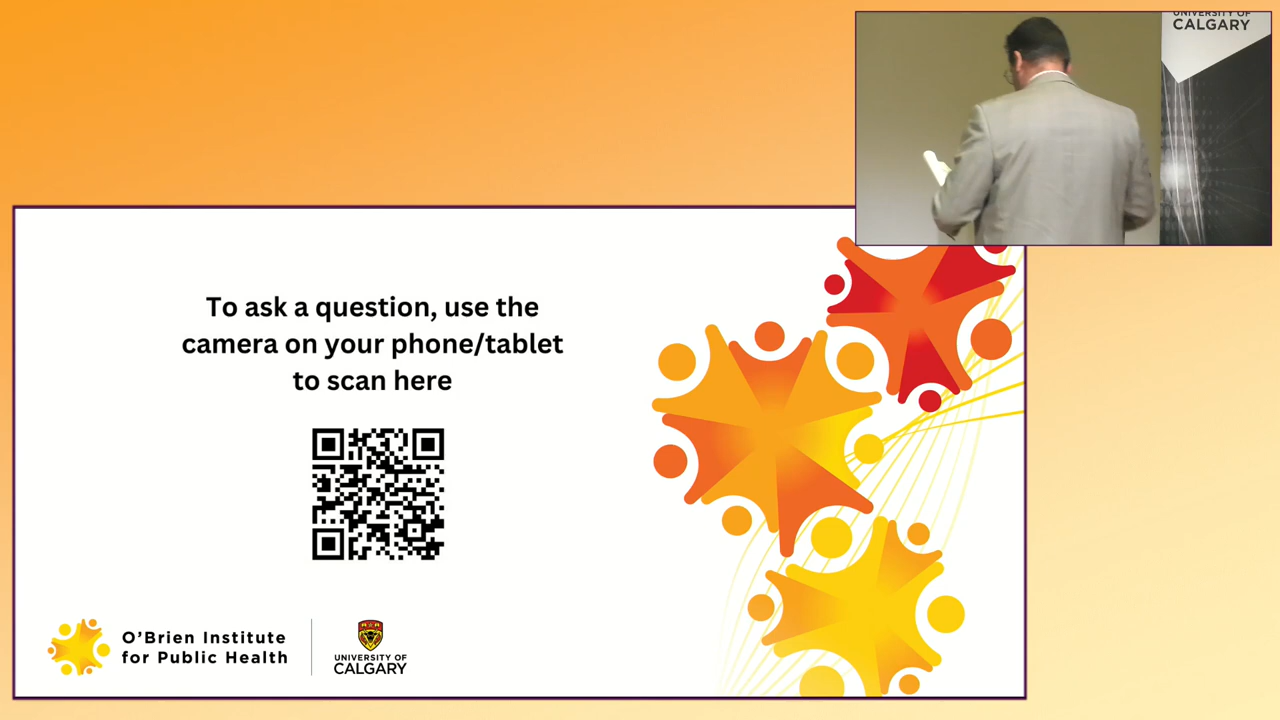 UNIVERSITY OF
CALGARY
To ask a question, use the
camera on your phone/tablet
to scan here
O'Brien Institute
for Public Health
UNIVERSITY OF
CALGARY